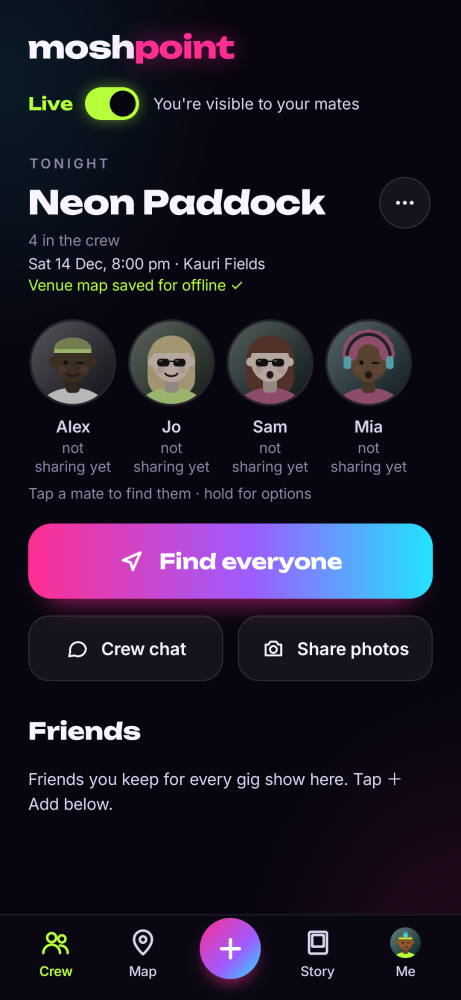 moshpoint
Live You're visible to your mates
TONIGHT
Neon Paddock
4 in the crew
Sat 14 Dec, 8:00 pm · Kauri Fields
Venue map saved for offline ✓
Alex Jo Sam Mia
not not not not
sharing yet sharing yet sharing yet sharing yet
Tap a mate to find them · hold for options
Find everyone
Crew chat Share photos
Friends
Friends you keep for every gig show here. Tap +
Add below.
Crew Map Story Me